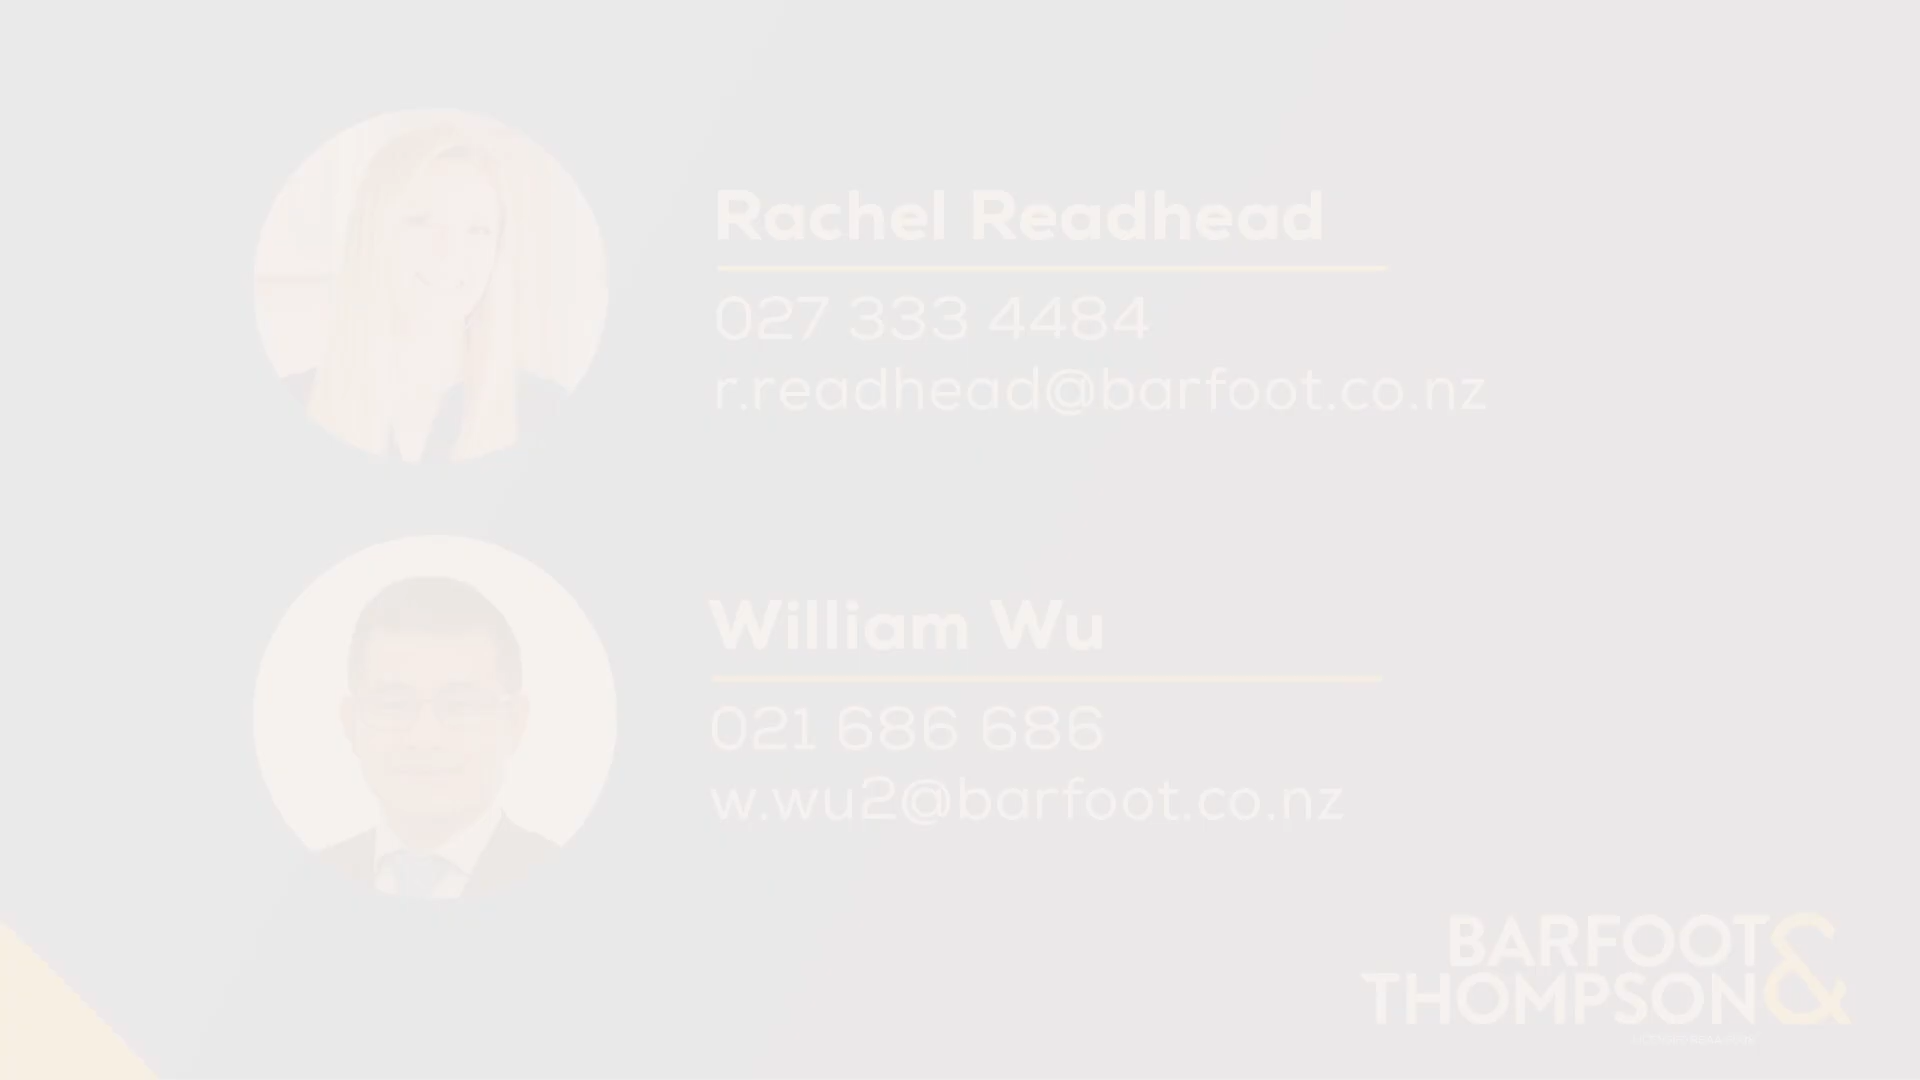 Rachel Readhead
027 333 4484
r.readhead@barfoot.co.nz
William Wu
021 686 686
w.wu2@barfoot.co.nz
BARFOOT &
THOMPSON